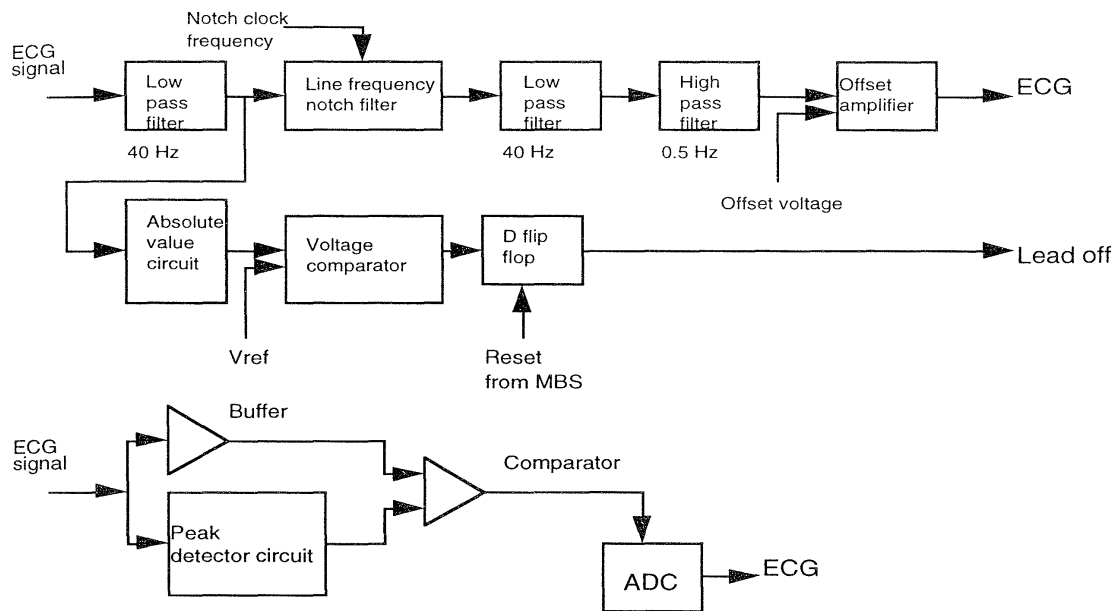 Notch clock
frequency
ECG
signal
Low
pass
filter
Line frequency
notch filter
Low
pass
filter
High
pass
filter
Offset
amplifier
ECG
40 Hz
40 Hz
0.5 Hz
Offset voltage
Absolute
value
circuit
Voltage
comparator
D flip
flop
Lead off
Vref
Reset
from MBS
Buffer
ECG
signal
Comparator
Peak
detector circuit
ADC
ECG